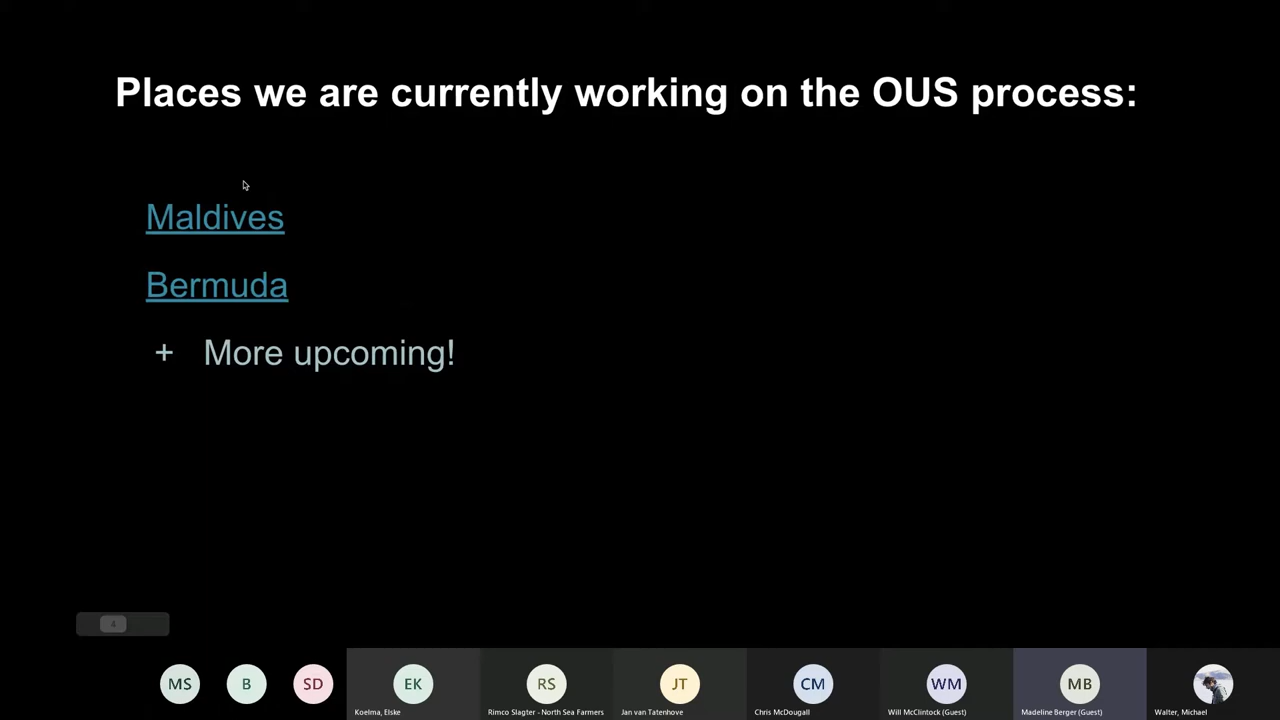 Places we are currently working on the OUS process:
Maldives
Bermuda
+ More upcoming!
4
MS
B
SD
EK
RS
JT
CM
WM
MB
Koelma, Elske
Rimco Slagter - North Sea Farmers
Jan van Tatenhove
Chris McDougall
Will McClintock (Guest)
Madeline Berger (Guest)
Walter, Michael